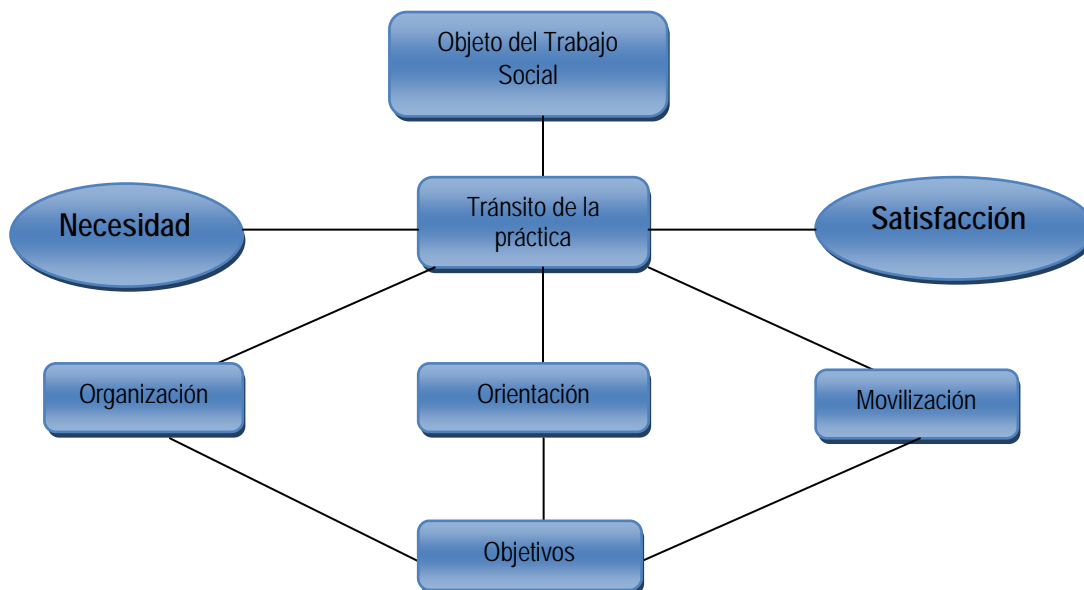 Objeto del Trabajo
Social
Necesidad
Tránsito de la
práctica
Satisfacción
Organización
Orientación
Movilización
Objetivos